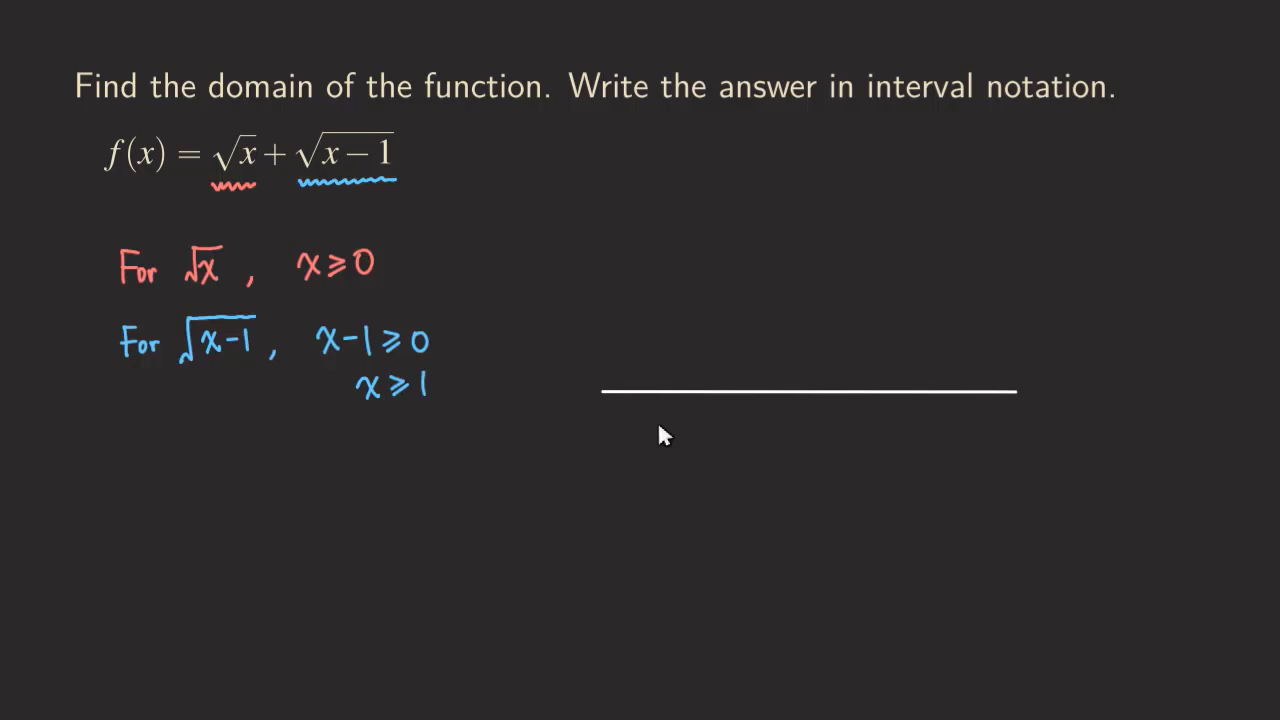 Find the domain of the function. Write the answer in interval notation.
f(x) = √x + √(x − 1)
For √x , x ⩾ 0
For √(x-1) , x-1 ⩾ 0
x ⩾ 1